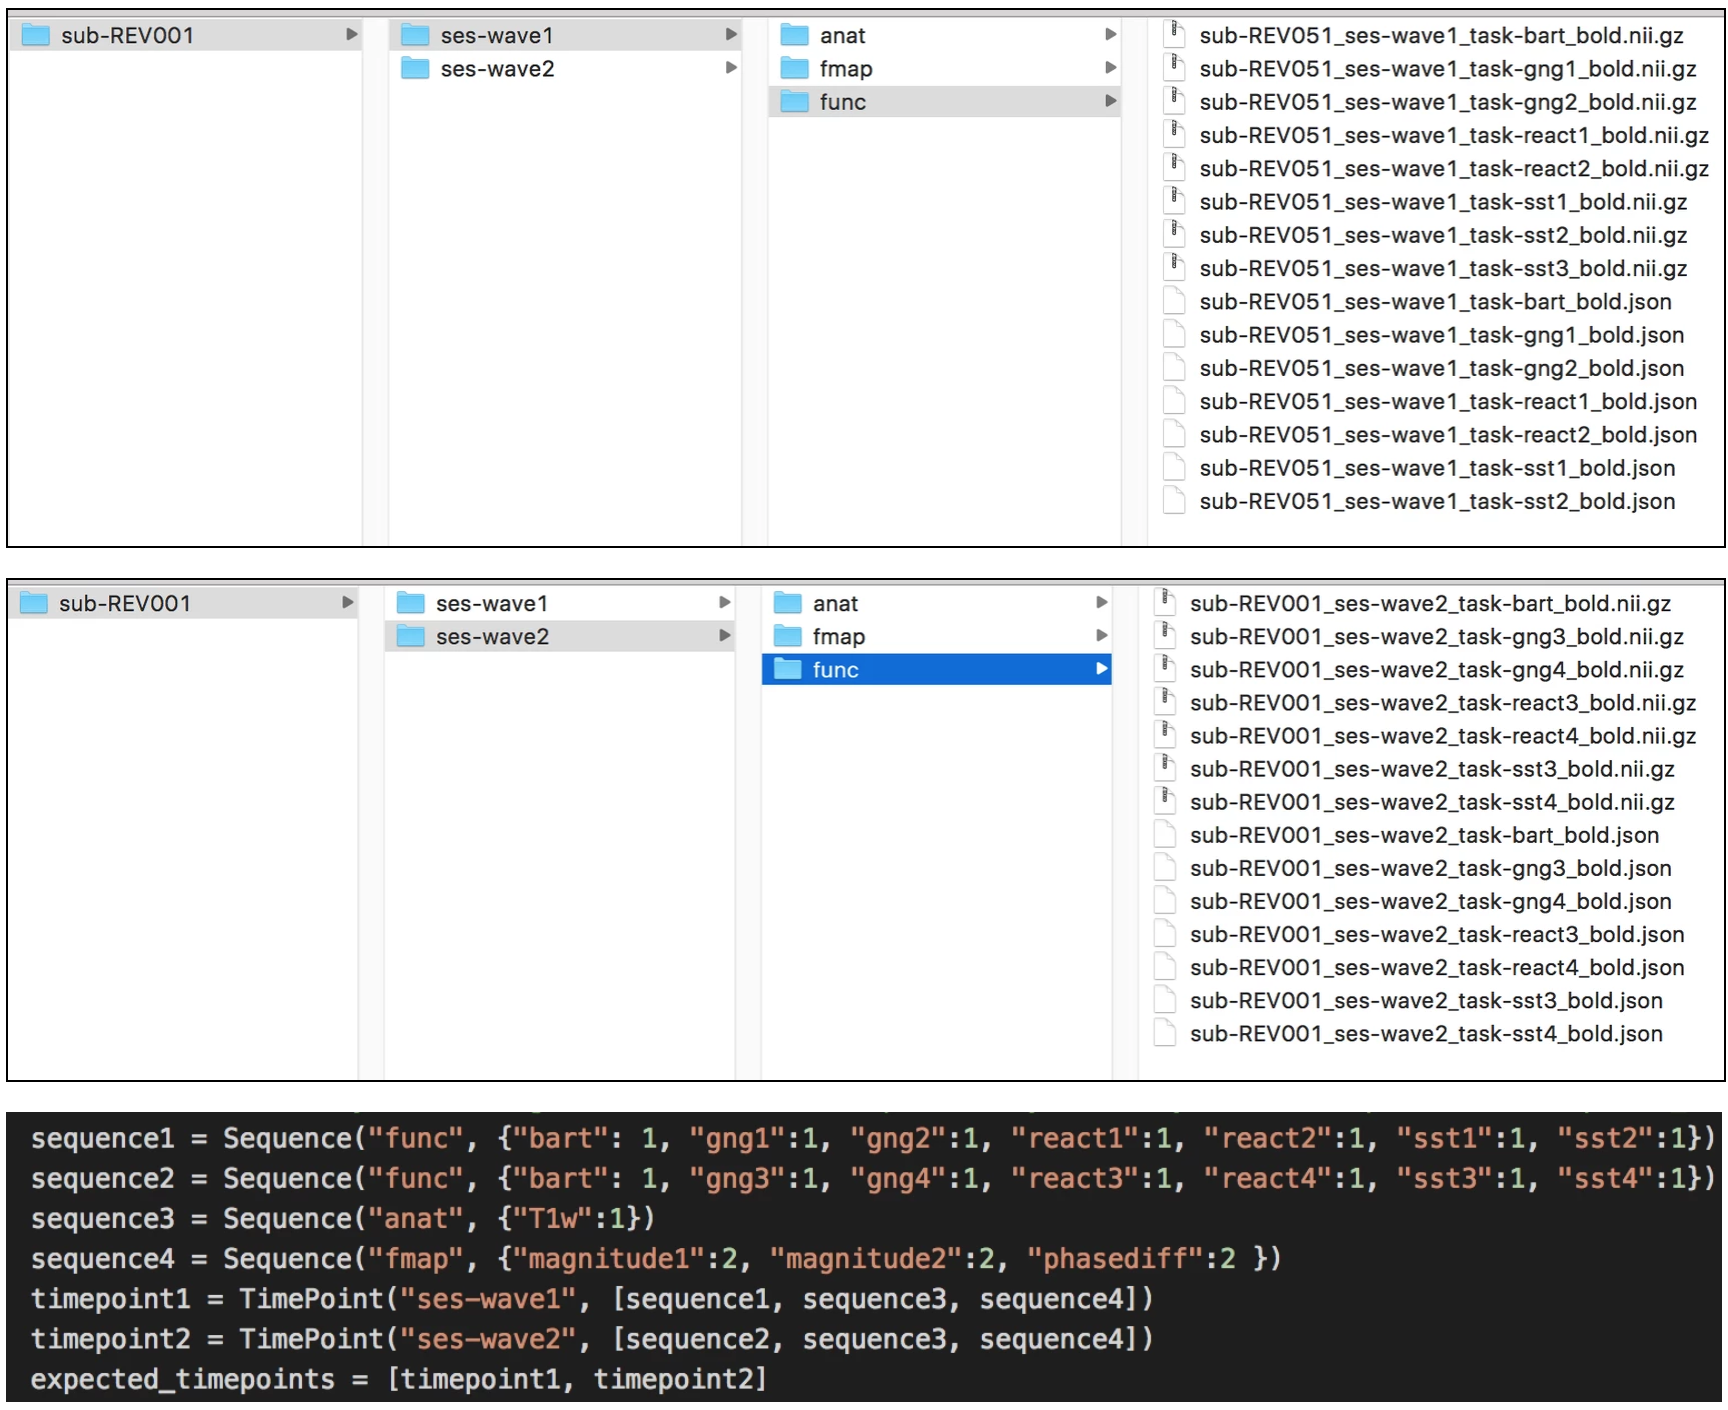 sub-REV001
ses-wave1
ses-wave2
anat
fmap
func
sub-REV051_ses-wave1_task-bart_bold.nii.gz
sub-REV051_ses-wave1_task-gng1_bold.nii.gz
sub-REV051_ses-wave1_task-gng2_bold.nii.gz
sub-REV051_ses-wave1_task-react1_bold.nii.gz
sub-REV051_ses-wave1_task-react2_bold.nii.gz
sub-REV051_ses-wave1_task-sst1_bold.nii.gz
sub-REV051_ses-wave1_task-sst2_bold.nii.gz
sub-REV051_ses-wave1_task-sst3_bold.nii.gz
sub-REV051_ses-wave1_task-bart_bold.json
sub-REV051_ses-wave1_task-gng1_bold.json
sub-REV051_ses-wave1_task-gng2_bold.json
sub-REV051_ses-wave1_task-react1_bold.json
sub-REV051_ses-wave1_task-react2_bold.json
sub-REV051_ses-wave1_task-sst1_bold.json
sub-REV051_ses-wave1_task-sst2_bold.json
sub-REV001
ses-wave1
ses-wave2
anat
fmap
func
sub-REV001_ses-wave2_task-bart_bold.nii.gz
sub-REV001_ses-wave2_task-gng3_bold.nii.gz
sub-REV001_ses-wave2_task-gng4_bold.nii.gz
sub-REV001_ses-wave2_task-react3_bold.nii.gz
sub-REV001_ses-wave2_task-react4_bold.nii.gz
sub-REV001_ses-wave2_task-sst3_bold.nii.gz
sub-REV001_ses-wave2_task-sst4_bold.nii.gz
sub-REV001_ses-wave2_task-bart_bold.json
sub-REV001_ses-wave2_task-gng3_bold.json
sub-REV001_ses-wave2_task-gng4_bold.json
sub-REV001_ses-wave2_task-react3_bold.json
sub-REV001_ses-wave2_task-react4_bold.json
sub-REV001_ses-wave2_task-sst3_bold.json
sub-REV001_ses-wave2_task-sst4_bold.json
sequence1 = Sequence("func", {"bart": 1, "gng1":1, "gng2":1, "react1":1, "react2":1, "sst1":1, "sst2":1})
sequence2 = Sequence("func", {"bart": 1, "gng3":1, "gng4":1, "react3":1, "react4":1, "sst3":1, "sst4":1})
sequence3 = Sequence("anat", {"T1w":1})
sequence4 = Sequence("fmap", {"magnitude1":2, "magnitude2":2, "phasediff":2 })
timepoint1 = TimePoint("ses-wave1", [sequence1, sequence3, sequence4])
timepoint2 = TimePoint("ses-wave2", [sequence2, sequence3, sequence4])
expected_timepoints = [timepoint1, timepoint2]